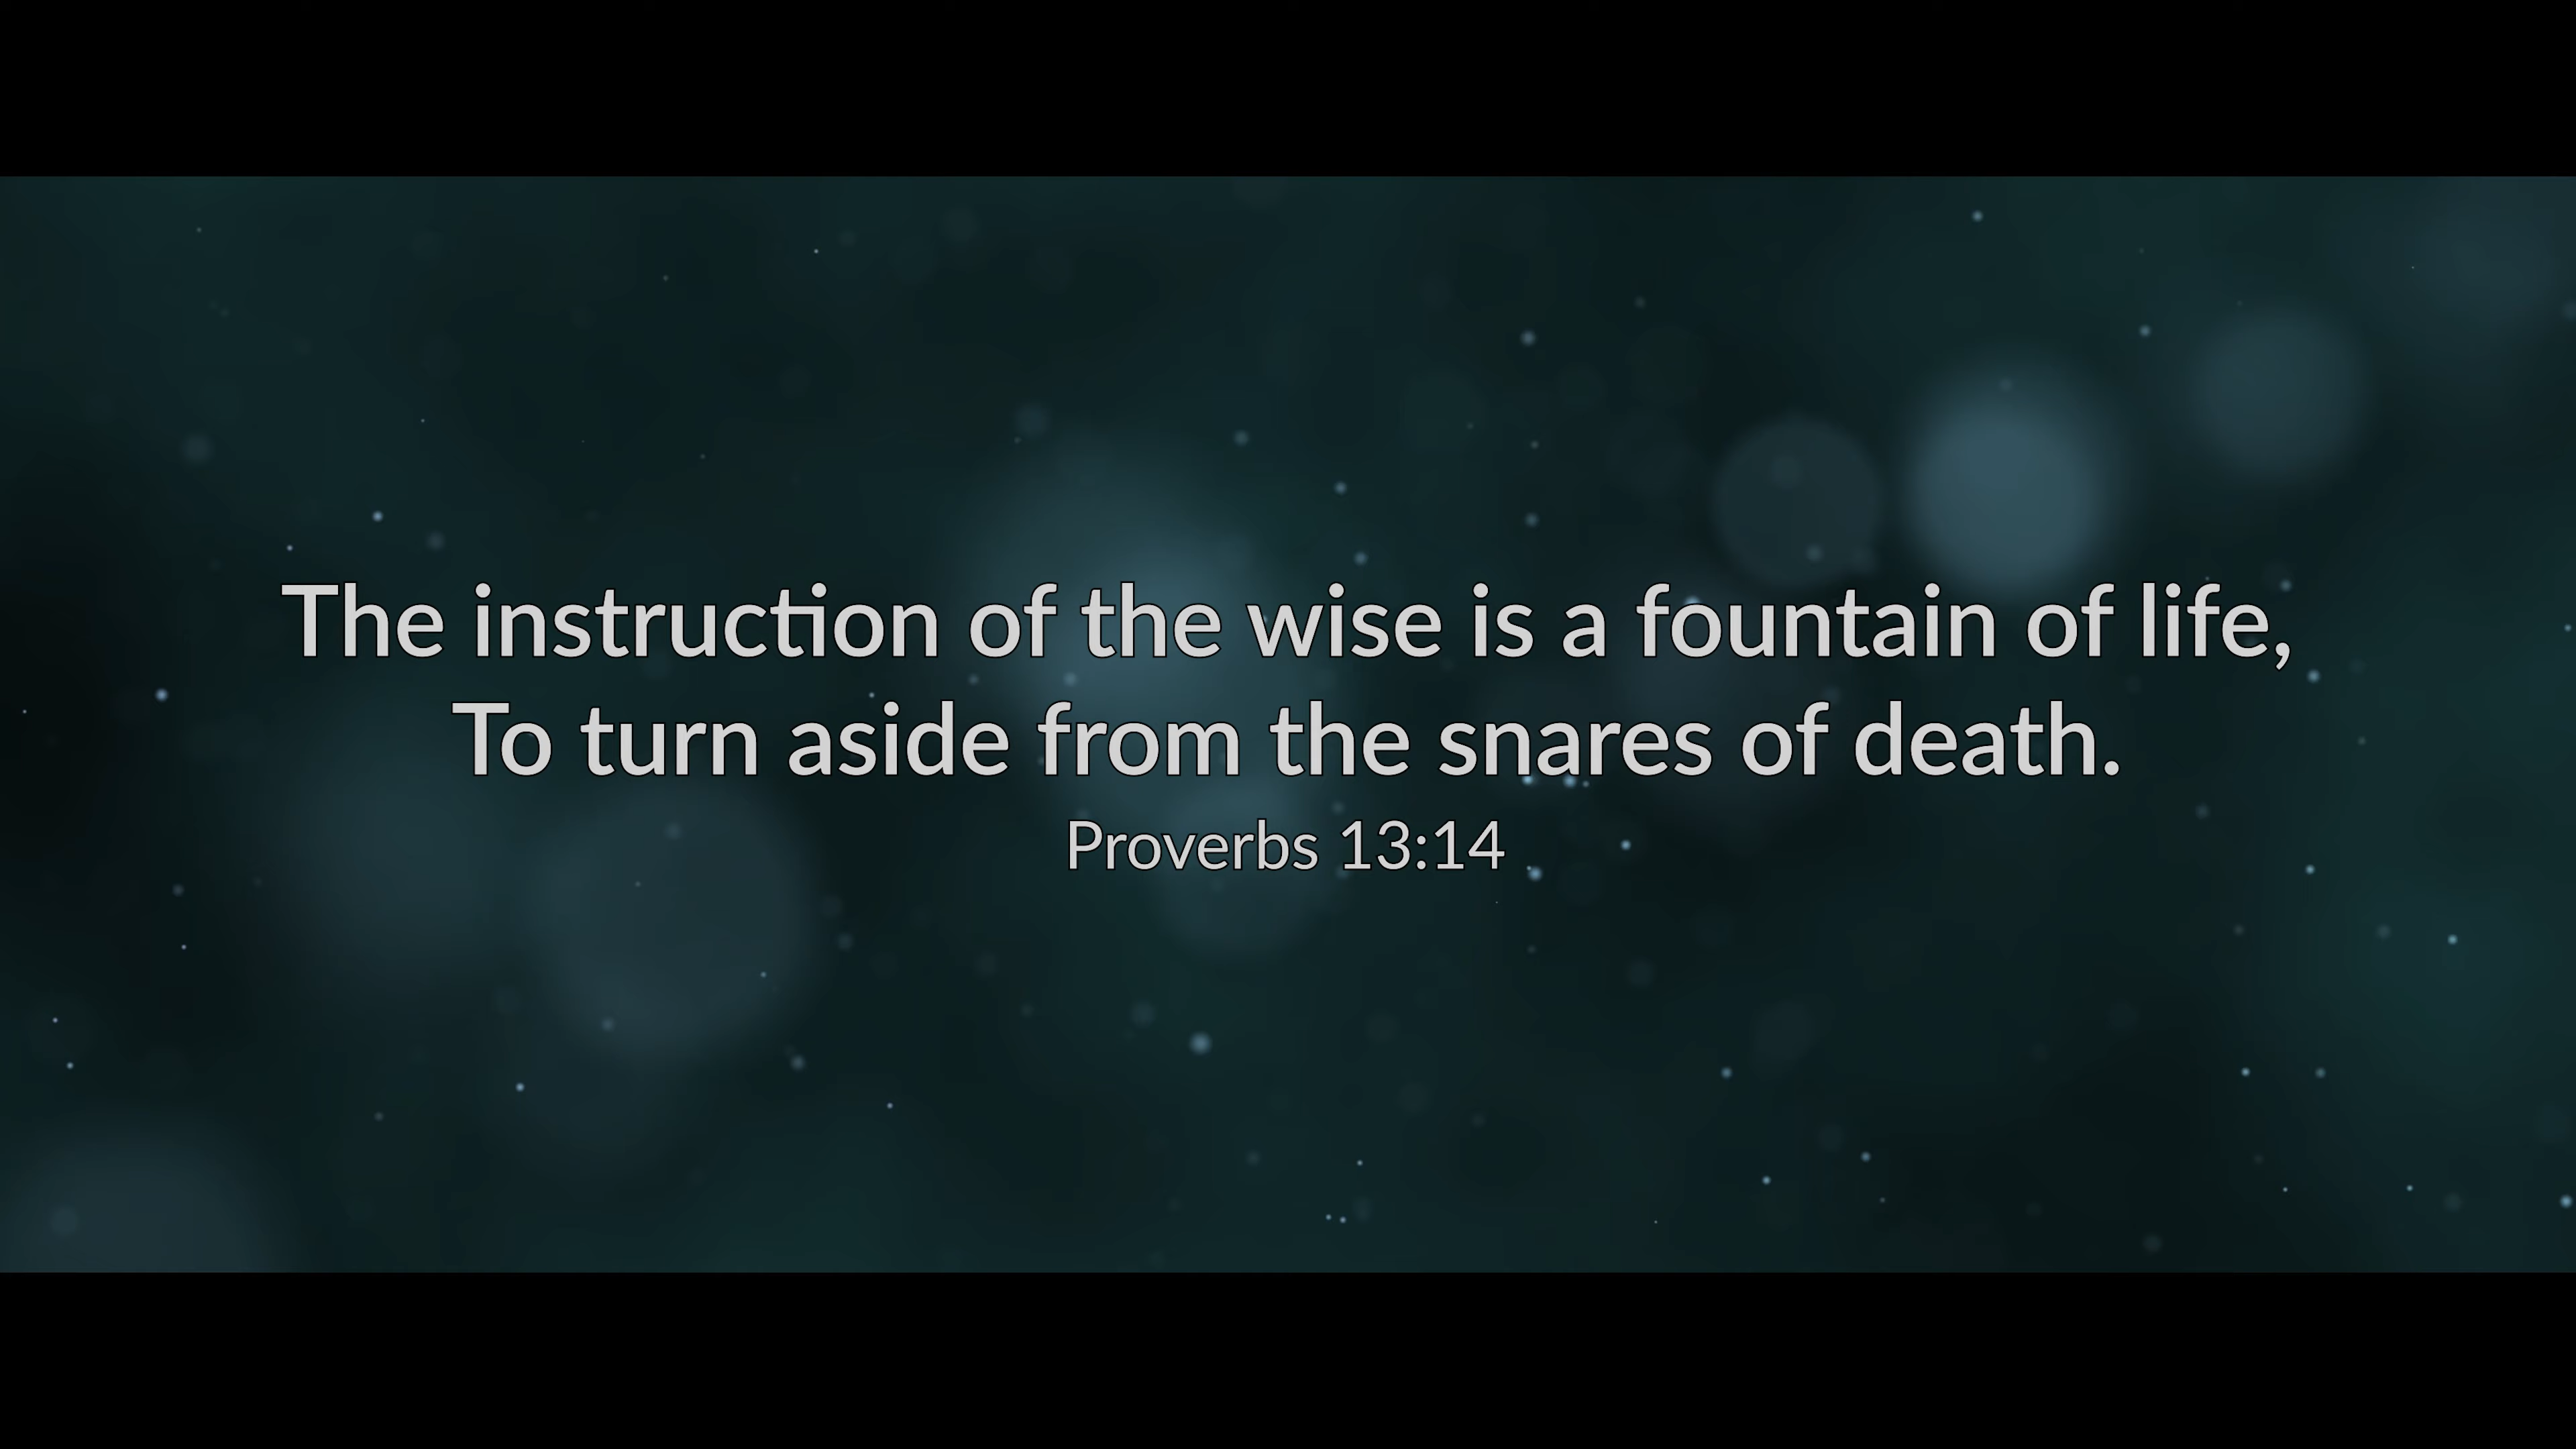 The instruction of the wise is a fountain of life,
To turn aside from the snares of death.
Proverbs 13:14